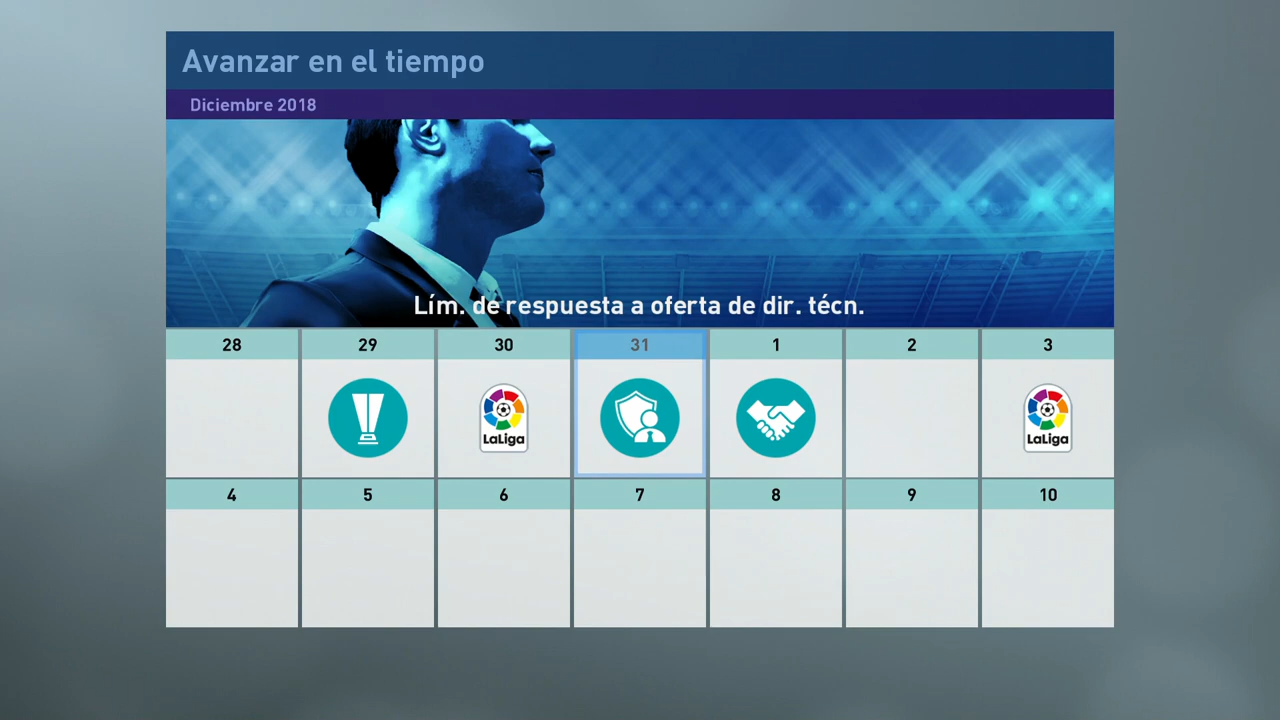 Avanzar en el tiempo
Diciembre 2018
Lím. de respuesta a oferta de dir. técn.
28 29 30 31 1 2 3
LaLiga LaLiga
4 5 6 7 8 9 10